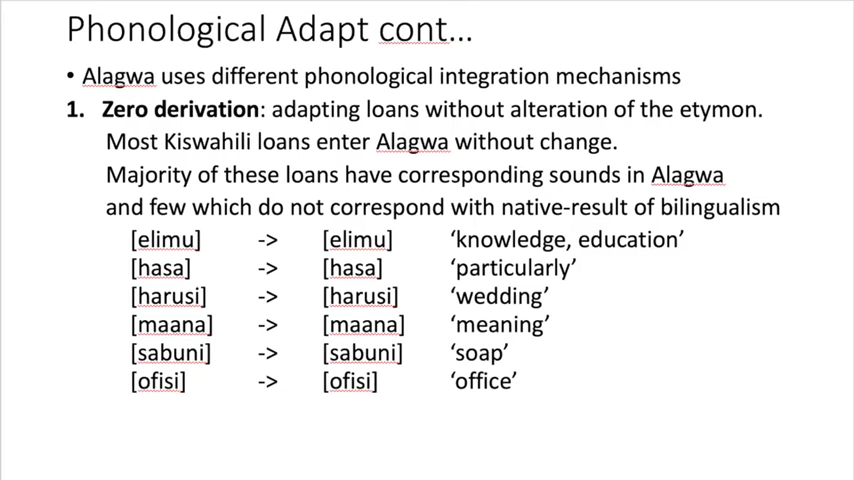 Phonological Adapt cont...
• Alagwa uses different phonological integration mechanisms
1. Zero derivation: adapting loans without alteration of the etymon.
Most Kiswahili loans enter Alagwa without change.
Majority of these loans have corresponding sounds in Alagwa
and few which do not correspond with native-result of bilingualism
[elimu] -> [elimu] ‘knowledge, education’
[hasa] -> [hasa] ‘particularly’
[harusi] -> [harusi] ‘wedding’
[maana] -> [maana] ‘meaning’
[sabuni] -> [sabuni] ‘soap’
[ofisi] -> [ofisi] ‘office’